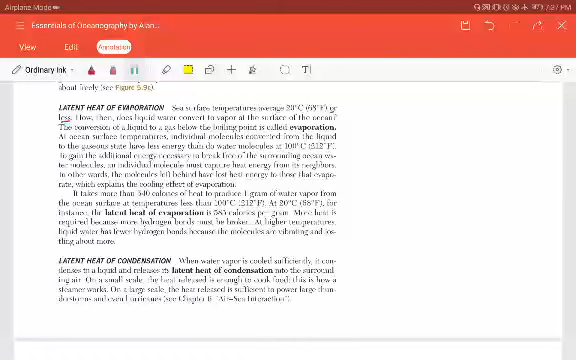 Airplane Mode
7:27 PM
Essentials of Oceanography by Alan...
View
Edit
Annotation
Ordinary Ink
about freely (see Figure 5.9c).
LATENT HEAT OF EVAPORATION Sea surface temperatures average 20°C (68°F) or
less. How, then, does liquid water convert to vapor at the surface of the ocean?
The conversion of a liquid to a gas below the boiling point is called evaporation.
At ocean surface temperatures, individual molecules converted from the liquid
to the gaseous state have less energy than do water molecules at 100°C (212°F).
To gain the additional energy necessary to break free of the surrounding ocean wa-
ter molecules, an individual molecule must capture heat energy from its neighbors.
In other words, the molecules left behind have lost heat energy to those that evapo-
rate, which explains the cooling effect of evaporation.
It takes more than 540 calories of heat to produce 1 gram of water vapor from
the ocean surface at temperatures less than 100°C (212°F). At 20°C (68°F), for
instance, the latent heat of evaporation is 585 calories per gram. More heat is
required because more hydrogen bonds must be broken. At higher temperatures,
liquid water has fewer hydrogen bonds because the molecules are vibrating and jos-
tling about more.
LATENT HEAT OF CONDENSATION When water vapor is cooled sufficiently, it con-
denses to a liquid and releases its latent heat of condensation into the surround-
ing air. On a small scale, the heat released is enough to cook food; this is how a
steamer works. On a large scale, the heat released is sufficient to power large thun-
derstorms and even hurricanes (see Chapter 6, "Air–Sea Interaction").